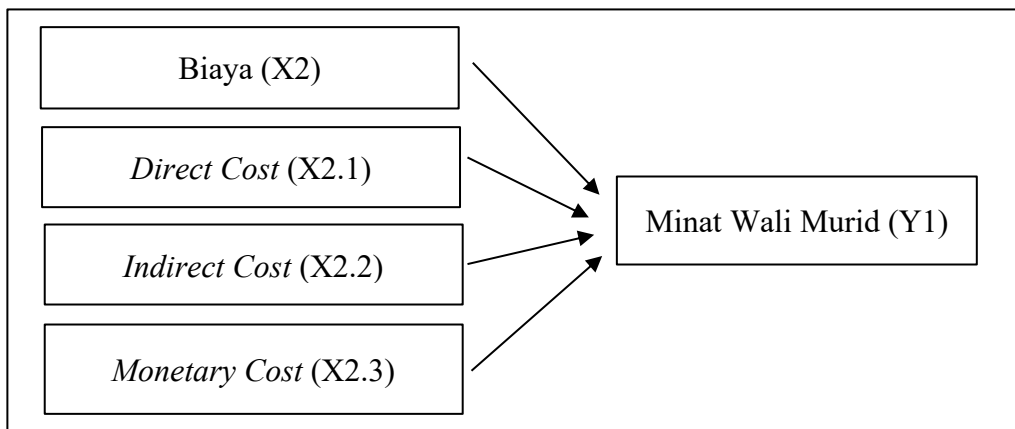 Biaya (X2)
Direct Cost (X2.1)
Indirect Cost (X2.2)
Monetary Cost (X2.3)
Minat Wali Murid (Y1)